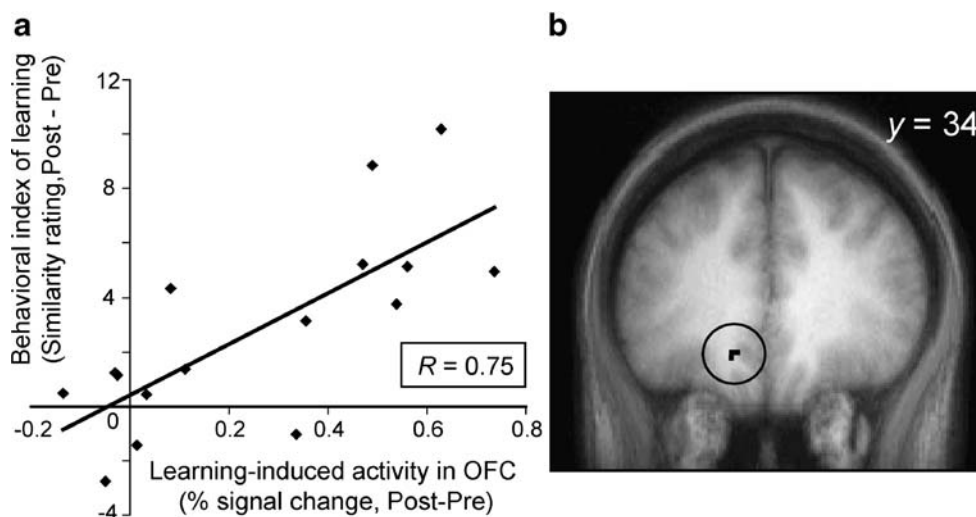 a
b
Behavioral index of learning
(Similarity rating,Post - Pre)
12
8
4
0
-4
-0.2
0.2
0.4
0.6
0.8
R = 0.75
Learning-induced activity in OFC
(% signal change, Post-Pre)
y = 34